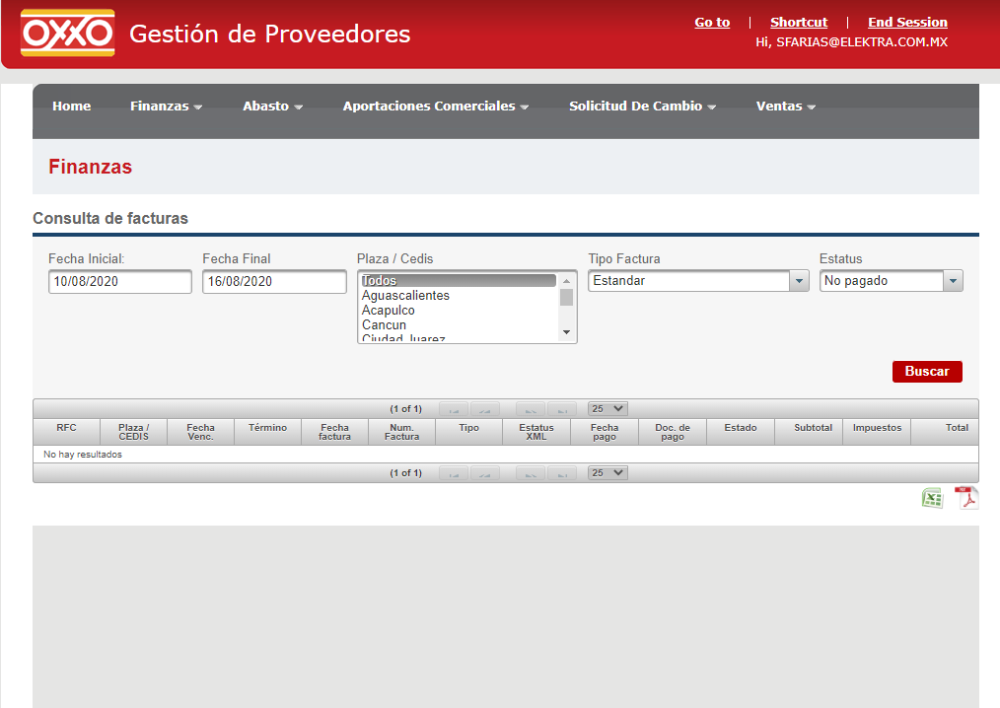 OXXO
Gestión de Proveedores
Go to | Shortcut | End Session
Hi, SFARIAS@ELEKTRA.COM.MX
Home Finanzas Abasto Aportaciones Comerciales Solicitud De Cambio Ventas
Finanzas
Consulta de facturas
Fecha Inicial: Fecha Final Plaza / Cedis Tipo Factura Estatus
10/08/2020 16/08/2020 Todos Estandar No pagado
Aguascalientes
Acapulco
Cancun
Ciudad Juarez
Buscar
(1 of 1) 25
RFC Plaza / CEDIS Fecha Venc. Término Fecha factura Num. Factura Tipo Estatus XML Fecha pago Doc. de pago Estado Subtotal Impuestos Total
No hay resultados
(1 of 1) 25